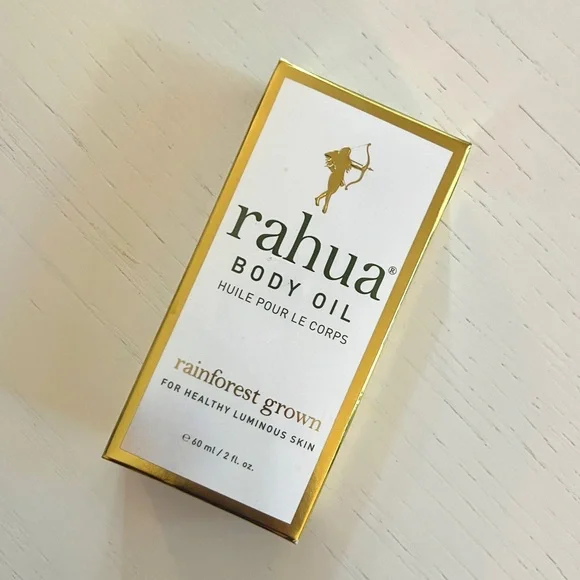 rahua®
BODY OIL
HUILE POUR LE CORPS
rainforest grown
FOR HEALTHY LUMINOUS SKIN
℮ 60 ml / 2 fl. oz.